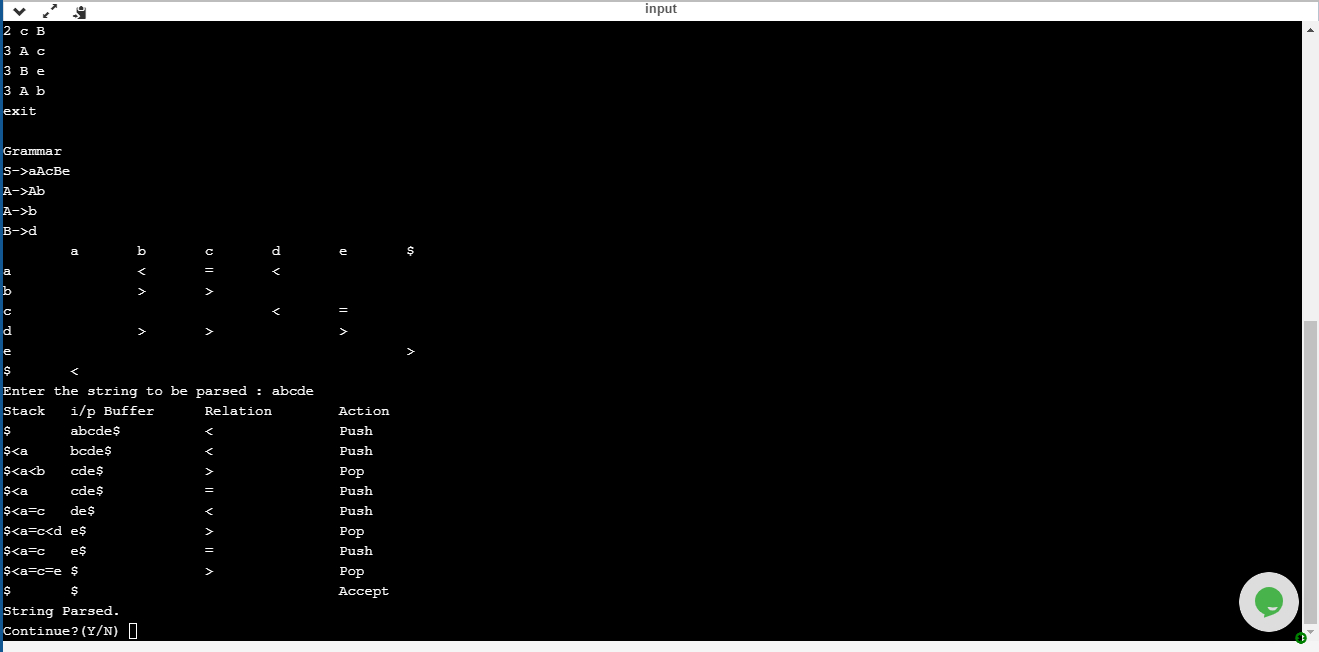 input
2 c B
3 A c
3 B e
3 A b
exit
Grammar
S->aAcBe
A->Ab
A->b
B->d
a b c d e $
a < = <
b > >
c < =
d > > >
e >
$ <
Enter the string to be parsed : abcde
Stack i/p Buffer Relation Action
$ abcde$ < Push
$<a bcde$ < Push
$<a<b cde$ > Pop
$<a cde$ = Push
$<a=c de$ < Push
$<a=c<d e$ > Pop
$<a=c e$ = Push
$<a=c=e $ > Pop
$ $ Accept
String Parsed.
Continue?(Y/N)